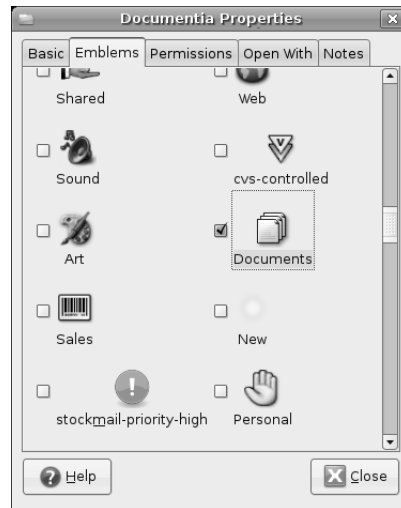 Documentia Properties
Basic Emblems Permissions Open With Notes
Shared Web
Sound cvs-controlled
Art Documents
Sales New
stockmail-priority-high Personal
Help Close